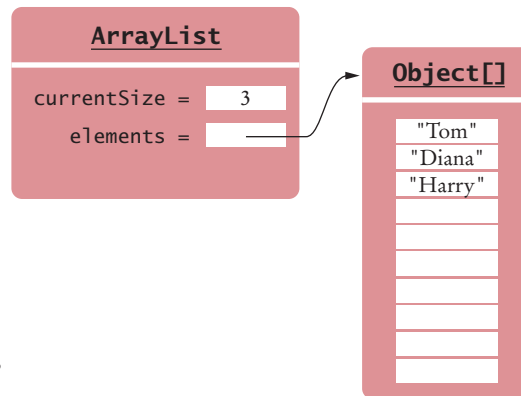 ArrayList
currentSize = 3
elements =
Object[]
"Tom"
"Diana"
"Harry"